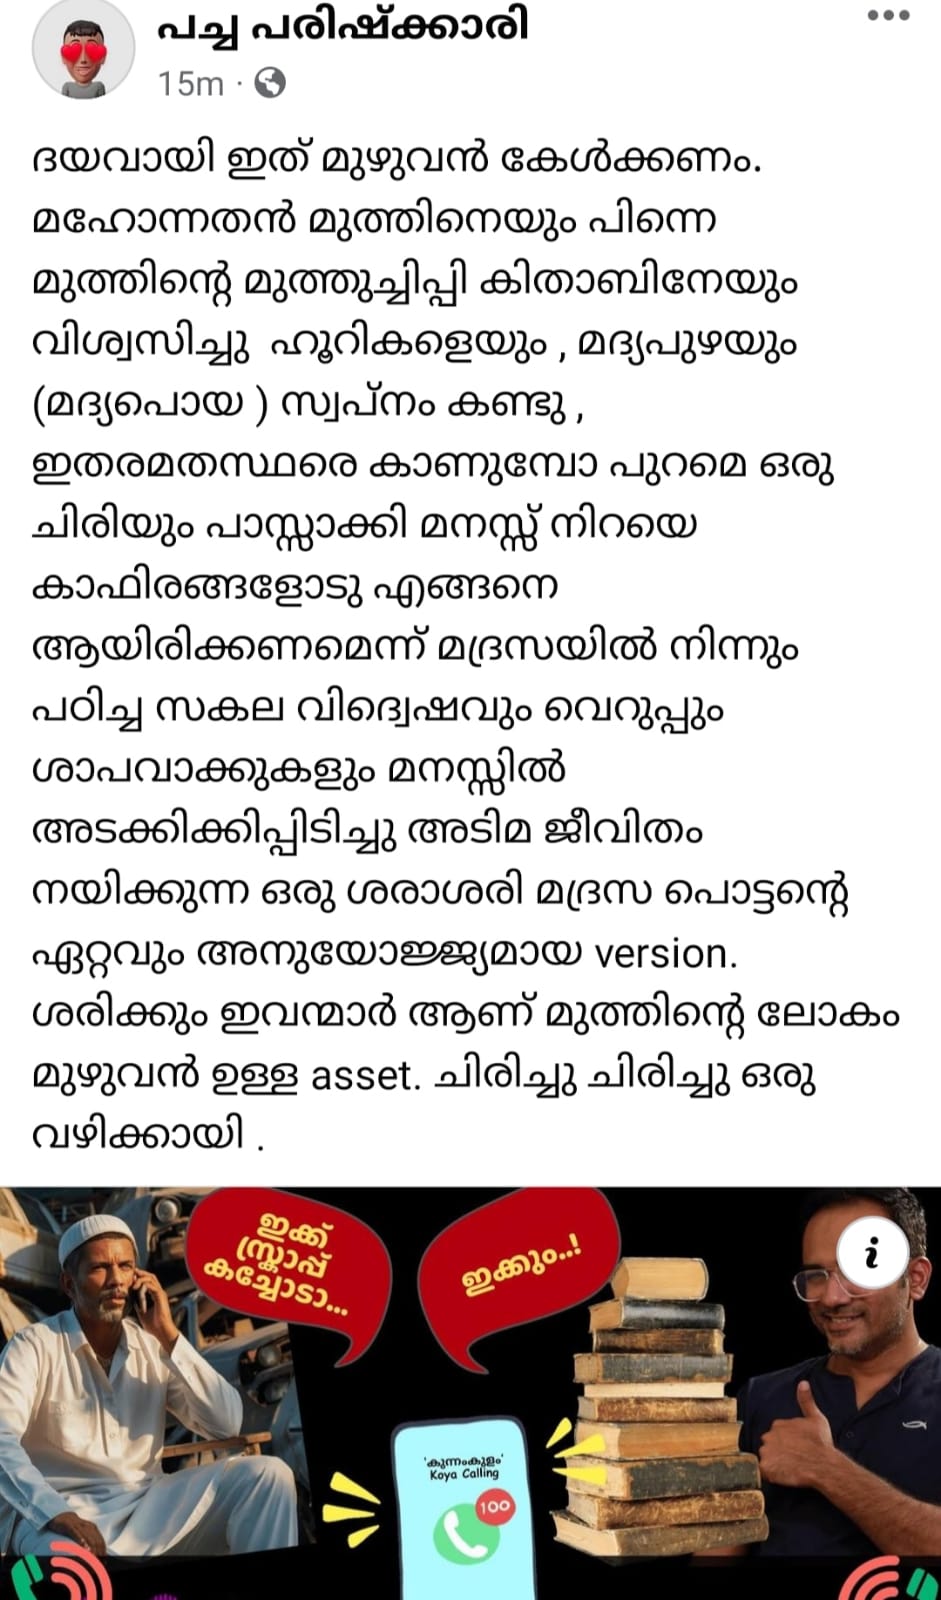 പച്ച പരിഷ്ക്കാരി
15m ·
ദയവായി ഇത് മുഴുവൻ കേൾക്കണം.
മഹോന്നതൻ മുത്തിനെയും പിന്നെ
മുത്തിന്റെ മുത്തുച്ചിപ്പി കിതാബിനേയും
വിശ്വസിച്ചു ഹൂറികളെയും , മദ്യപുഴയും
(മദ്യപൊയ ) സ്വപ്നം കണ്ടു ,
ഇതരമതസ്ഥരെ കാണുമ്പോ പുറമെ ഒരു
ചിരിയും പാസ്സാക്കി മനസ്സ് നിറയെ
കാഫിരങ്ങളോടു എങ്ങനെ
ആയിരിക്കണമെന്ന് മദ്രസയിൽ നിന്നും
പഠിച്ച സകല വിദ്വെഷവും വെറുപ്പും
ശാപവാക്കുകളും മനസ്സിൽ
അടക്കിക്കിപ്പിടിച്ചു അടിമ ജീവിതം
നയിക്കുന്ന ഒരു ശരാശരി മദ്രസ പൊട്ടന്റെ
ഏറ്റവും അനുയോജ്ജ്യമായ version.
ശരിക്കും ഇവന്മാർ ആണ് മുത്തിന്റെ ലോകം
മുഴുവൻ ഉള്ള asset. ചിരിച്ചു ചിരിച്ചു ഒരു
വഴിക്കായി .
ഇക്ക്
സ്ക്രാപ്പ്
കച്ചോടാ...
ഇക്കും..!
'കുന്നംകുളം'
Koya Calling
100
i